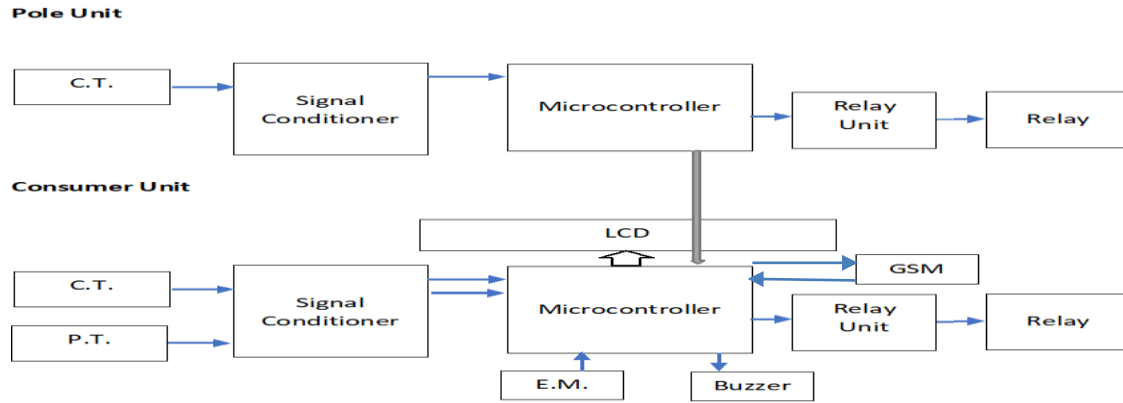 Pole Unit
C.T.
Signal
Conditioner
Microcontroller
Relay
Unit
Relay
Consumer Unit
LCD
C.T.
P.T.
Signal
Conditioner
Microcontroller
GSM
Relay
Unit
Relay
E.M.
Buzzer